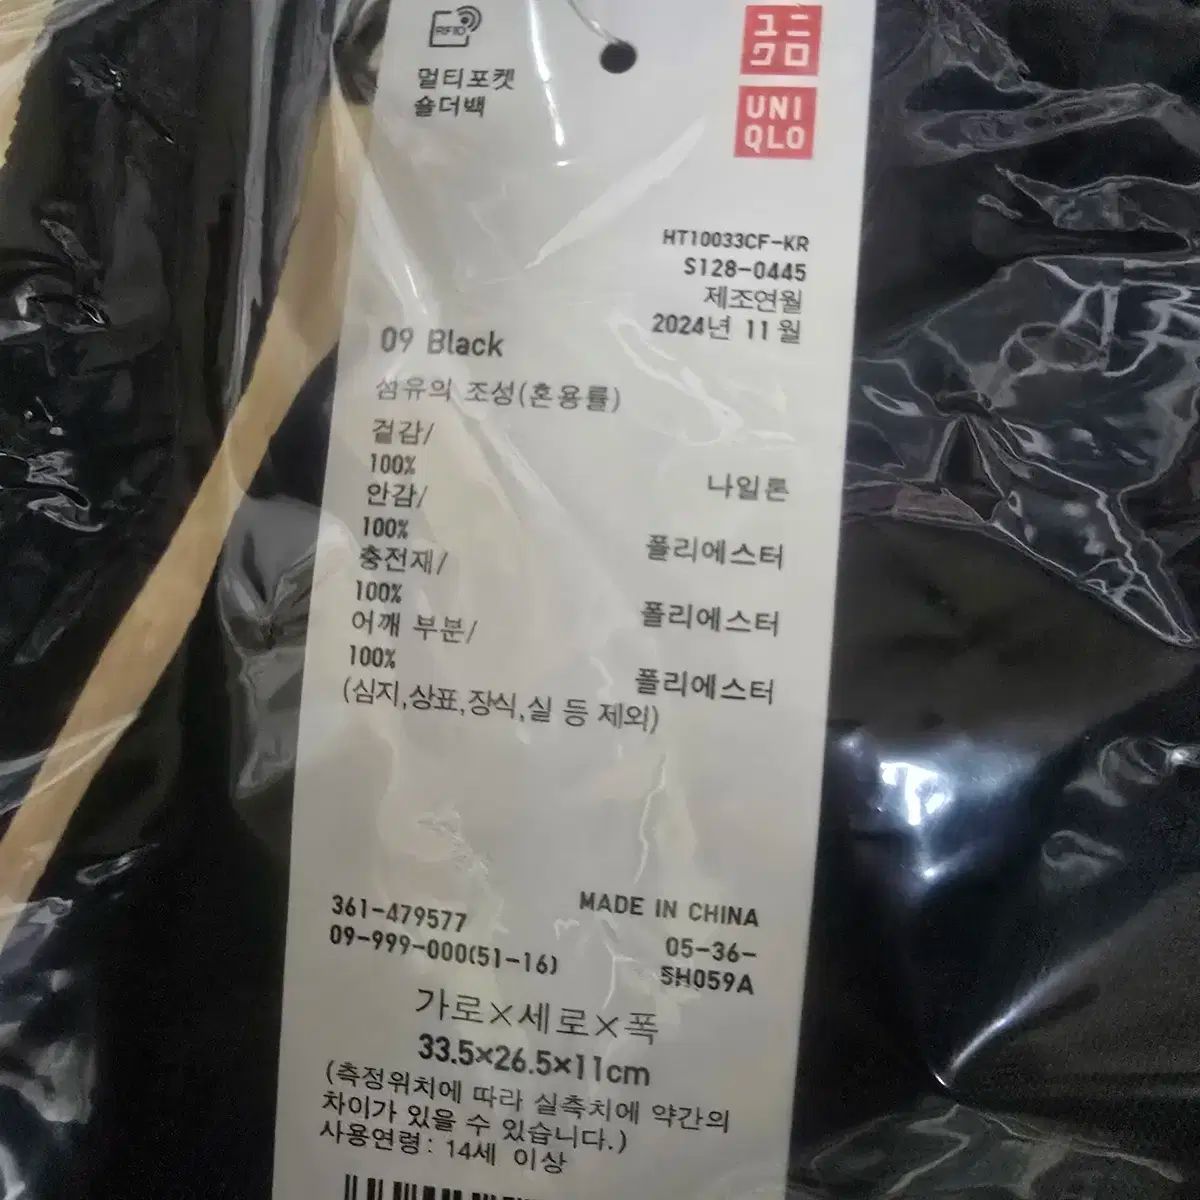 RFID
멀티포켓
숄더백
ユニ
クロ
UNI
QLO
HT10033CF-KR
S128-0445
제조연월
2024년 11월
09 Black
섬유의 조성(혼용률)
겉감/
100% 나일론
안감/
100% 폴리에스터
충전재/
100% 폴리에스터
어깨 부분/
100% 폴리에스터
(심지,상표,장식,실 등 제외)
361-479577
09-999-000(51-16)
MADE IN CHINA
05-36-
5H059A
가로×세로×폭
33.5×26.5×11cm
(측정위치에 따라 실측치에 약간의
차이가 있을 수 있습니다.)
사용연령: 14세 이상